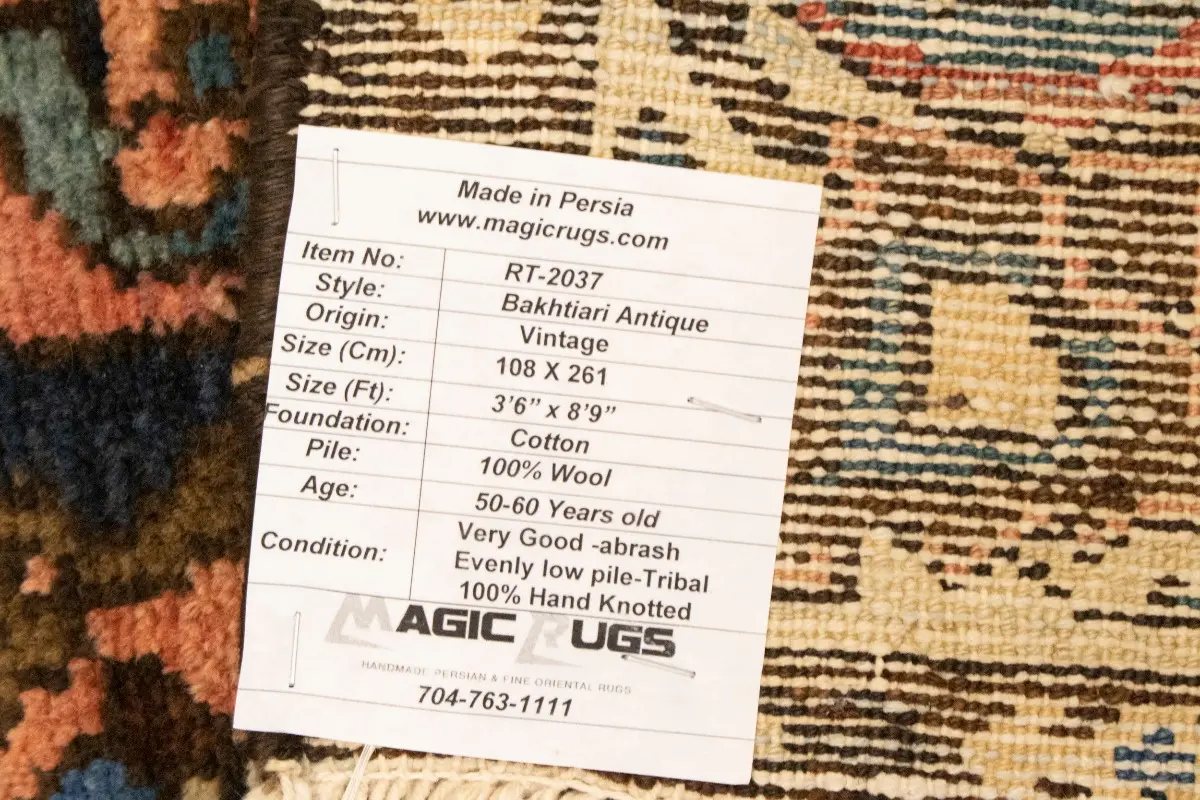 Made in Persia
www.magicrugs.com
Item No: RT-2037
Style: Bakhtiari Antique
Origin: Vintage
Size (Cm): 108 X 261
Size (Ft): 3'6" x 8'9"
Foundation: Cotton
Pile: 100% Wool
Age: 50-60 Years old
Condition: Very Good -abrash
Evenly low pile-Tribal
100% Hand Knotted
MAGIC RUGS
HANDMADE PERSIAN & FINE ORIENTAL RUGS
704-763-1111